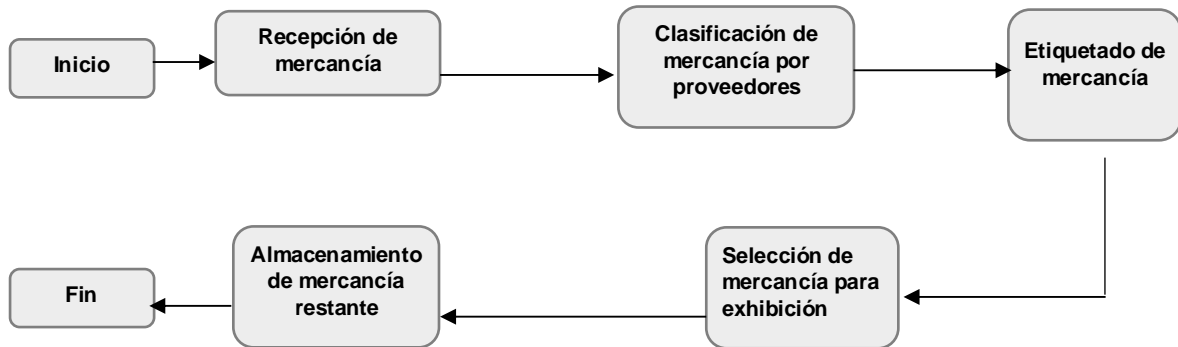 Inicio
Recepción de
mercancía
Clasificación de
mercancía por
proveedores
Etiquetado de
mercancía
Selección de
mercancía para
exhibición
Almacenamiento
de mercancía
restante
Fin